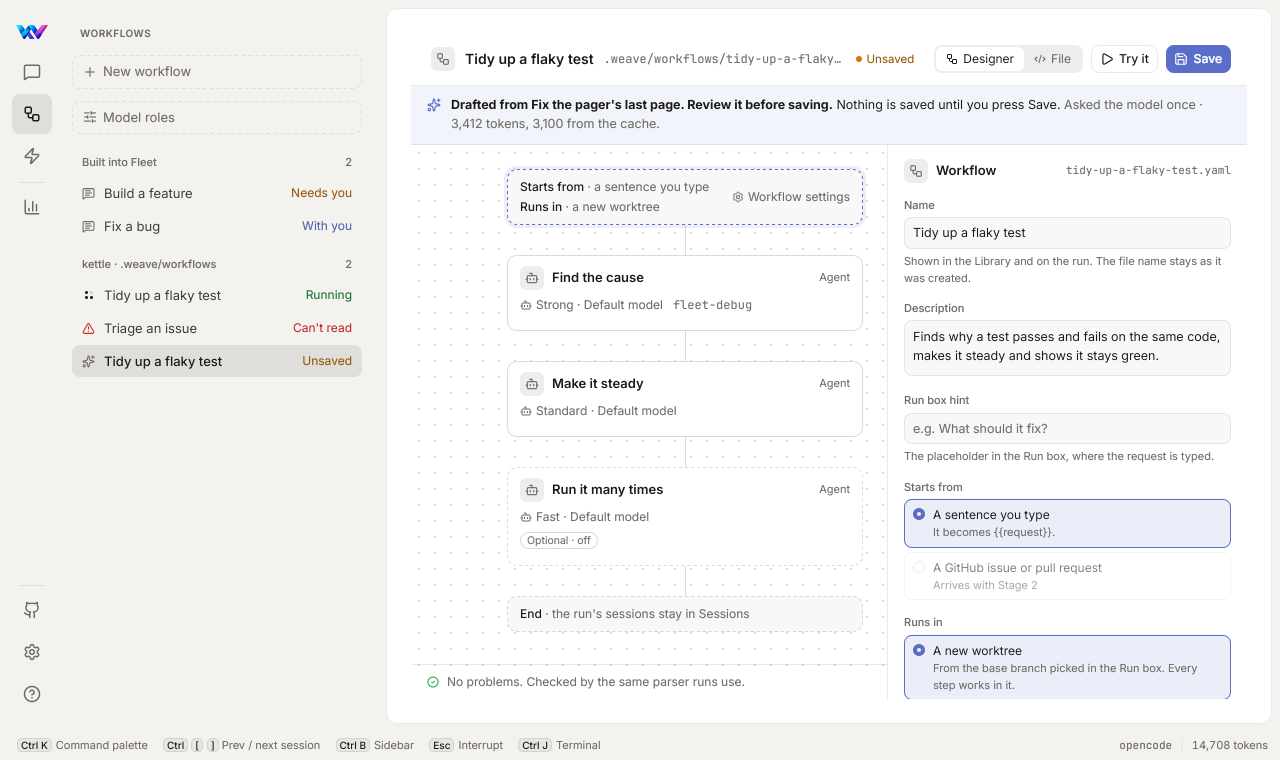 WORKFLOWS
New workflow
Model roles
Built into Fleet 2
Build a feature Needs you
Fix a bug With you
kettle · .weave/workflows 2
Tidy up a flaky test Running
Triage an issue Can't read
Tidy up a flaky test Unsaved
Tidy up a flaky test .weave/workflows/tidy-up-a-flaky… Unsaved Designer File Try it Save
Drafted from Fix the pager's last page. Review it before saving. Nothing is saved until you press Save. Asked the model once ·
3,412 tokens, 3,100 from the cache.
Starts from · a sentence you type
Runs in · a new worktree
Workflow settings
Find the cause Agent
Strong · Default model fleet-debug
Make it steady Agent
Standard · Default model
Run it many times Agent
Fast · Default model
Optional · off
End · the run's sessions stay in Sessions
No problems. Checked by the same parser runs use.
Workflow tidy-up-a-flaky-test.yaml
Name
Tidy up a flaky test
Shown in the Library and on the run. The file name stays as it
was created.
Description
Finds why a test passes and fails on the same code,
makes it steady and shows it stays green.
Run box hint
e.g. What should it fix?
The placeholder in the Run box, where the request is typed.
Starts from
A sentence you type
It becomes {{request}}.
A GitHub issue or pull request
Arrives with Stage 2
Runs in
A new worktree
From the base branch picked in the Run box. Every
step works in it.
Ctrl K Command palette Ctrl [ ] Prev / next session Ctrl B Sidebar Esc Interrupt Ctrl J Terminal
opencode 14,708 tokens